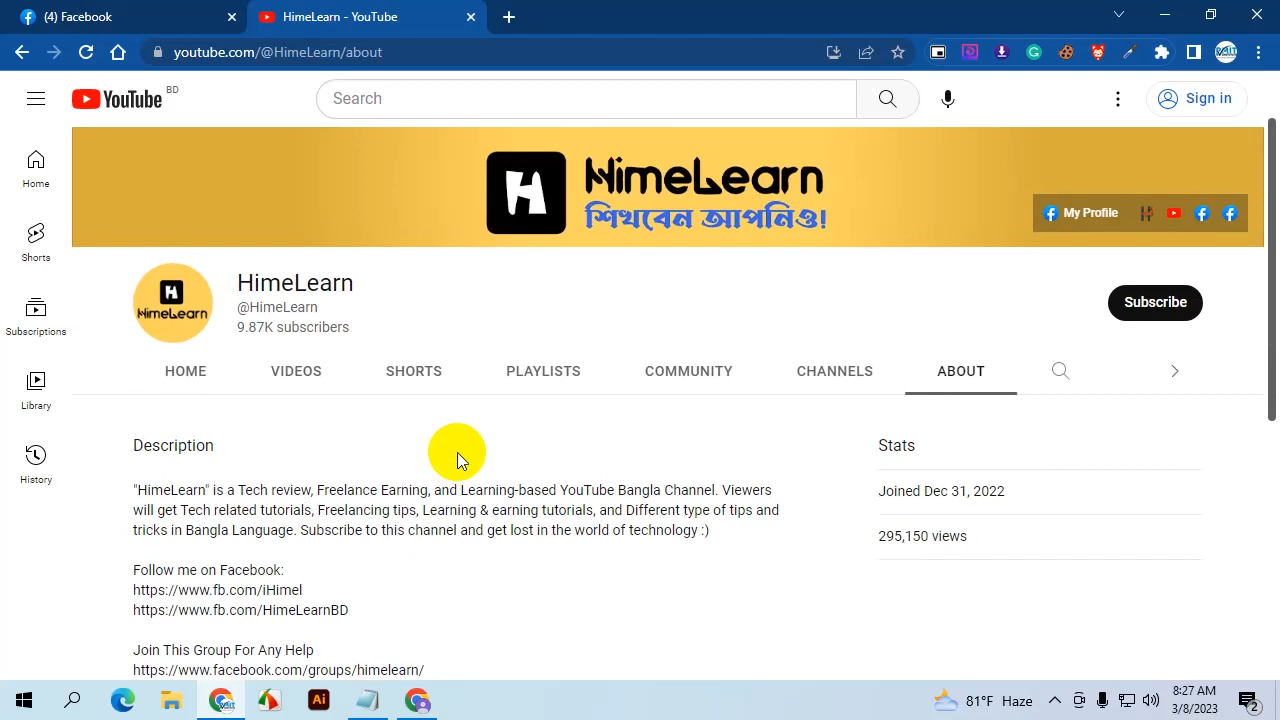 (4) Facebook
HimeLearn - YouTube
youtube.com/@HimeLearn/about
YouTube BD
Search
Sign in
H HimeLearn
শিখবেন আপনিও!
My Profile
Home
Shorts
Subscriptions
Library
History
H
HimeLearn
HimeLearn
@HimeLearn
9.87K subscribers
Subscribe
HOME VIDEOS SHORTS PLAYLISTS COMMUNITY CHANNELS ABOUT
Description
"HimeLearn" is a Tech review, Freelance Earning, and Learning-based YouTube Bangla Channel. Viewers
will get Tech related tutorials, Freelancing tips, Learning & earning tutorials, and Different type of tips and
tricks in Bangla Language. Subscribe to this channel and get lost in the world of technology :)
Follow me on Facebook:
https://www.fb.com/iHimel
https://www.fb.com/HimeLearnBD
Join This Group For Any Help
https://www.facebook.com/groups/himelearn/
Stats
Joined Dec 31, 2022
295,150 views
Ai
81°F Haze
8:27 AM
3/8/2023
2